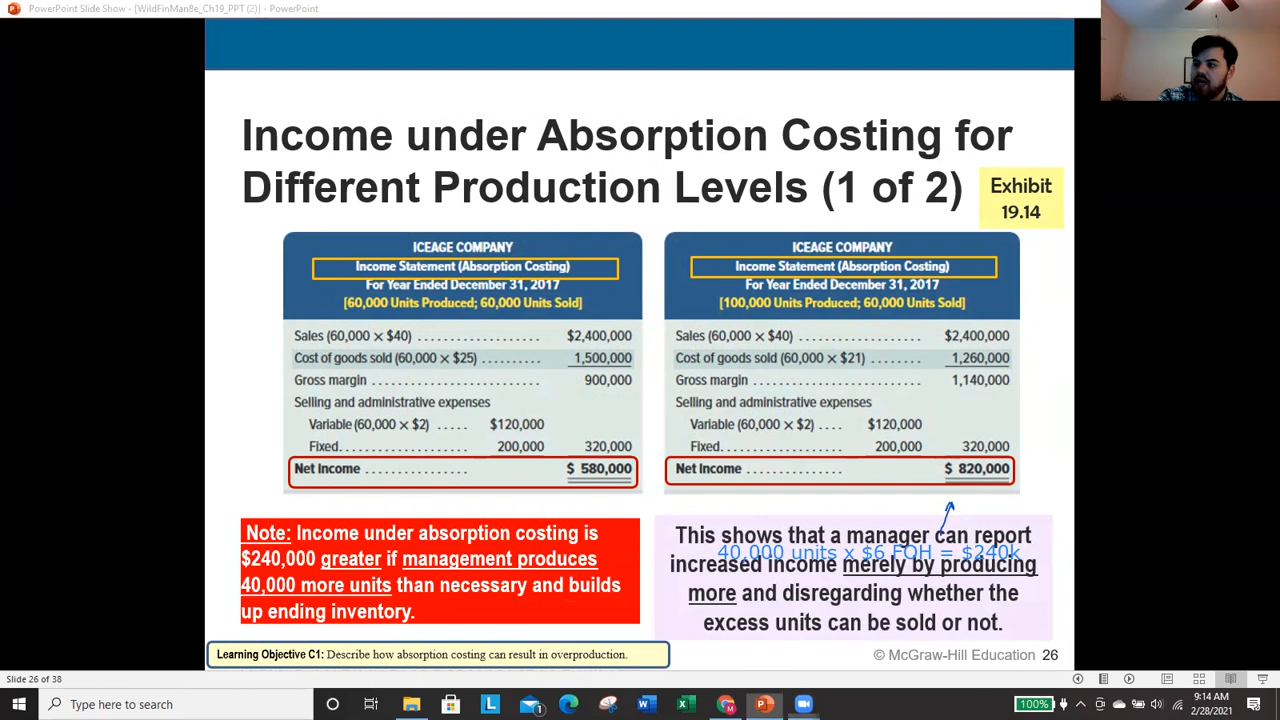 PowerPoint Slide Show - [WildFinMan8e_Ch19_PPT (2)] - PowerPoint
Income under Absorption Costing for
Different Production Levels (1 of 2)
Exhibit
19.14
ICEAGE COMPANY
Income Statement (Absorption Costing)
For Year Ended December 31, 2017
[60,000 Units Produced; 60,000 Units Sold]
Sales (60,000 × $40) . . . . . . . . . . . . . . . . . . . $2,400,000
Cost of goods sold (60,000 × $25) . . . . . . . . . . 1,500,000
Gross margin . . . . . . . . . . . . . . . . . . . . . . . . . . 900,000
Selling and administrative expenses
Variable (60,000 × $2) . . . . . $120,000
Fixed. . . . . . . . . . . . . . . . . . . . 200,000 320,000
Net Income . . . . . . . . . . . . . . . . $ 580,000
ICEAGE COMPANY
Income Statement (Absorption Costing)
For Year Ended December 31, 2017
[100,000 Units Produced; 60,000 Units Sold]
Sales (60,000 × $40) . . . . . . . . . . . . . . . . . . . $2,400,000
Cost of goods sold (60,000 × $21) . . . . . . . . 1,260,000
Gross margin . . . . . . . . . . . . . . . . . . . . . . . . . . 1,140,000
Selling and administrative expenses
Variable (60,000 × $2) . . . . $120,000
Fixed. . . . . . . . . . . . . . . . . . . . 200,000 320,000
Net Income . . . . . . . . . . . . . . . $ 820,000
Note: Income under absorption costing is
$240,000 greater if management produces
40,000 more units than necessary and builds
up ending inventory.
This shows that a manager can report
40,000 units x $6 FOH = $240k
increased income merely by producing
more and disregarding whether the
excess units can be sold or not.
Learning Objective C1: Describe how absorption costing can result in overproduction.
© McGraw-Hill Education 26
Slide 26 of 38
Type here to search
100%
9:14 AM
2/28/2021